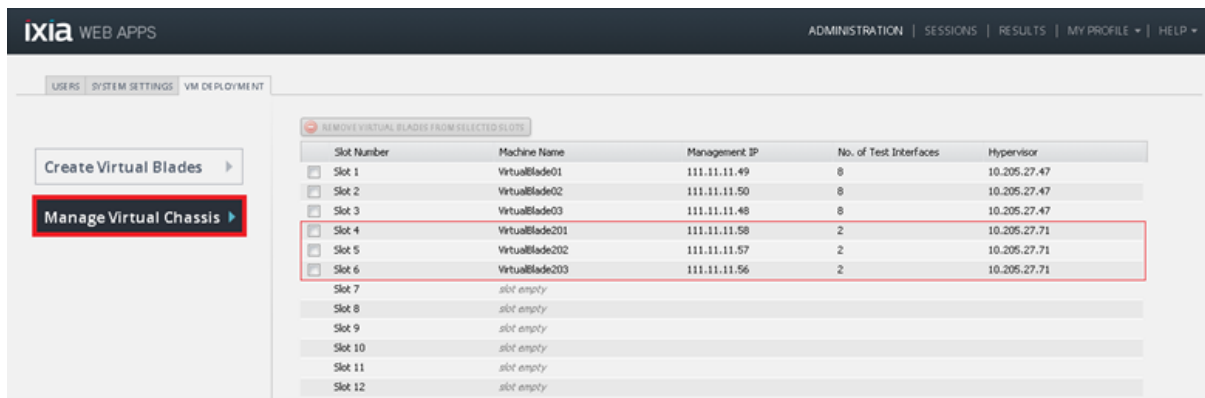 ixia WEB APPS
ADMINISTRATION | SESSIONS | RESULTS | MY PROFILE | HELP
USERS SYSTEM SETTINGS VM DEPLOYMENT
REMOVE VIRTUAL BLADES FROM SELECTED SLOTS
Create Virtual Blades
Manage Virtual Chassis
Slot Number Machine Name Management IP No. of Test Interfaces Hypervisor
Slot 1 VirtualBlade01 111.11.11.49 8 10.205.27.47
Slot 2 VirtualBlade02 111.11.11.50 8 10.205.27.47
Slot 3 VirtualBlade03 111.11.11.48 8 10.205.27.47
Slot 4 VirtualBlade201 111.11.11.58 2 10.205.27.71
Slot 5 VirtualBlade202 111.11.11.57 2 10.205.27.71
Slot 6 VirtualBlade203 111.11.11.56 2 10.205.27.71
Slot 7 slot empty
Slot 8 slot empty
Slot 9 slot empty
Slot 10 slot empty
Slot 11 slot empty
Slot 12 slot empty